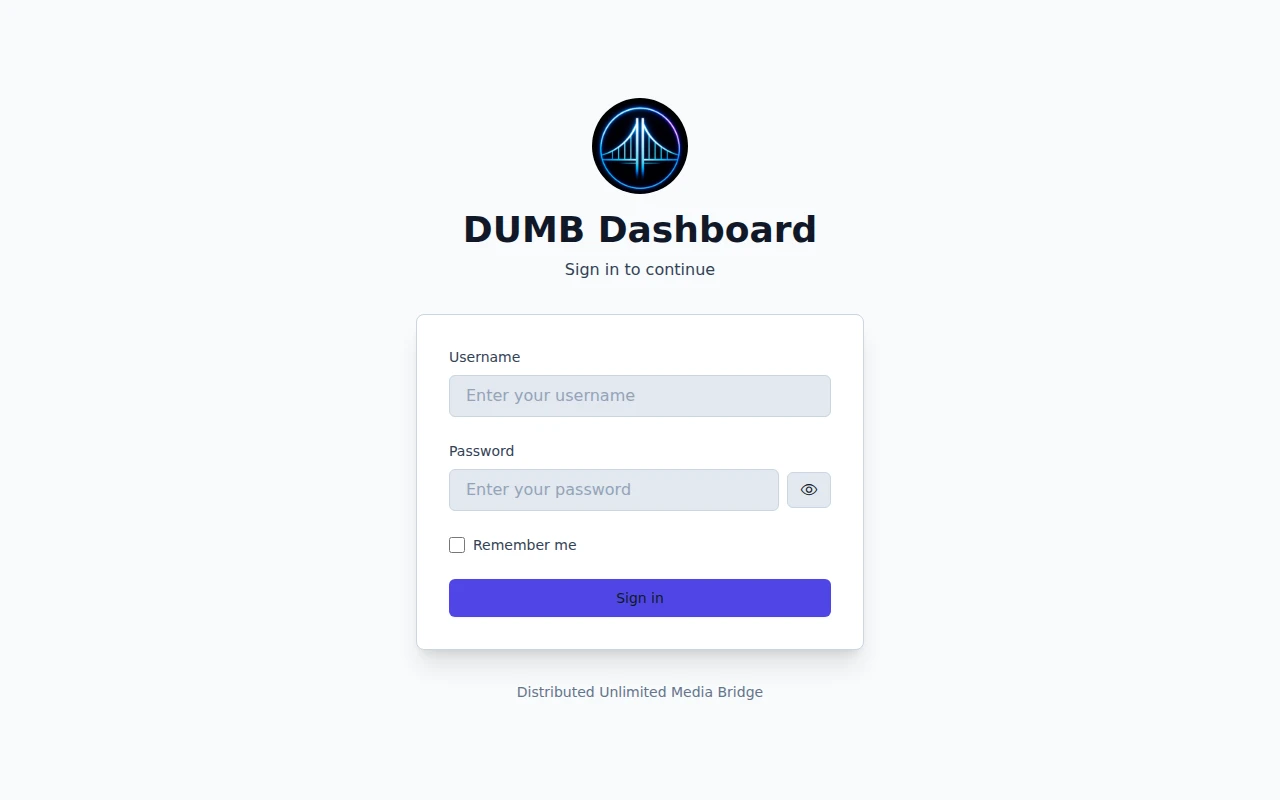 DUMB Dashboard
Sign in to continue
Username
Enter your username
Password
Enter your password
Remember me
Sign in
Distributed Unlimited Media Bridge